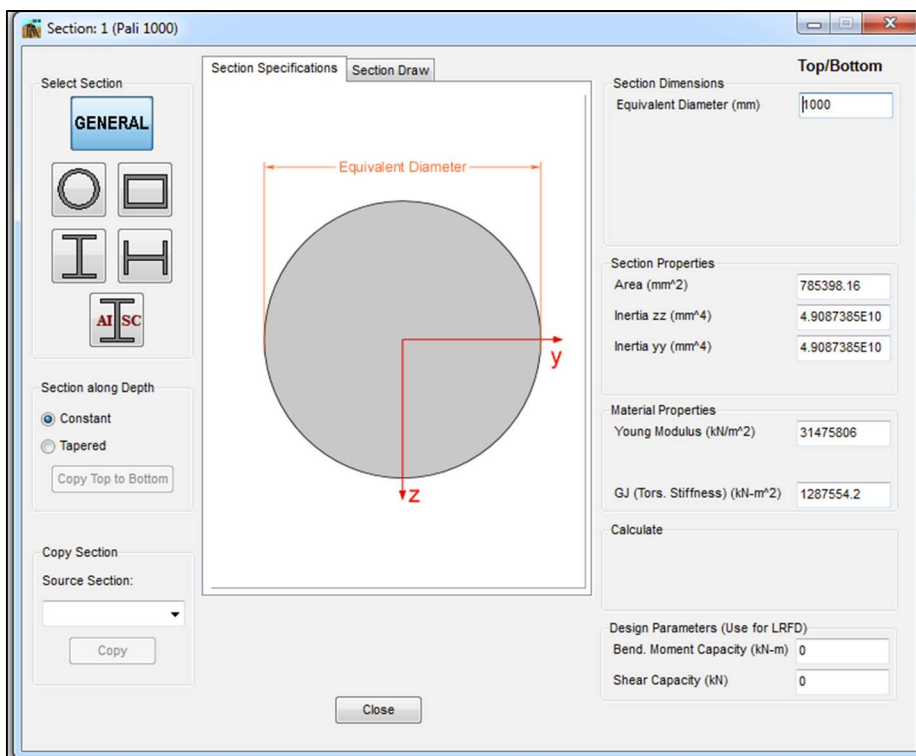 Section: 1 (Pali 1000)
Select Section
GENERAL
AI SC
Section along Depth
Constant
Tapered
Copy Top to Bottom
Copy Section
Source Section:
Copy
Section Specifications
Section Draw
Equivalent Diameter
y
z
Close
Top/Bottom
Section Dimensions
Equivalent Diameter (mm) 1000
Section Properties
Area (mm^2) 785398.16
Inertia zz (mm^4) 4.9087385E10
Inertia yy (mm^4) 4.9087385E10
Material Properties
Young Modulus (kN/m^2) 31475806
GJ (Tors. Stiffness) (kN-m^2) 1287554.2
Calculate
Design Parameters (Use for LRFD)
Bend. Moment Capacity (kN-m) 0
Shear Capacity (kN) 0